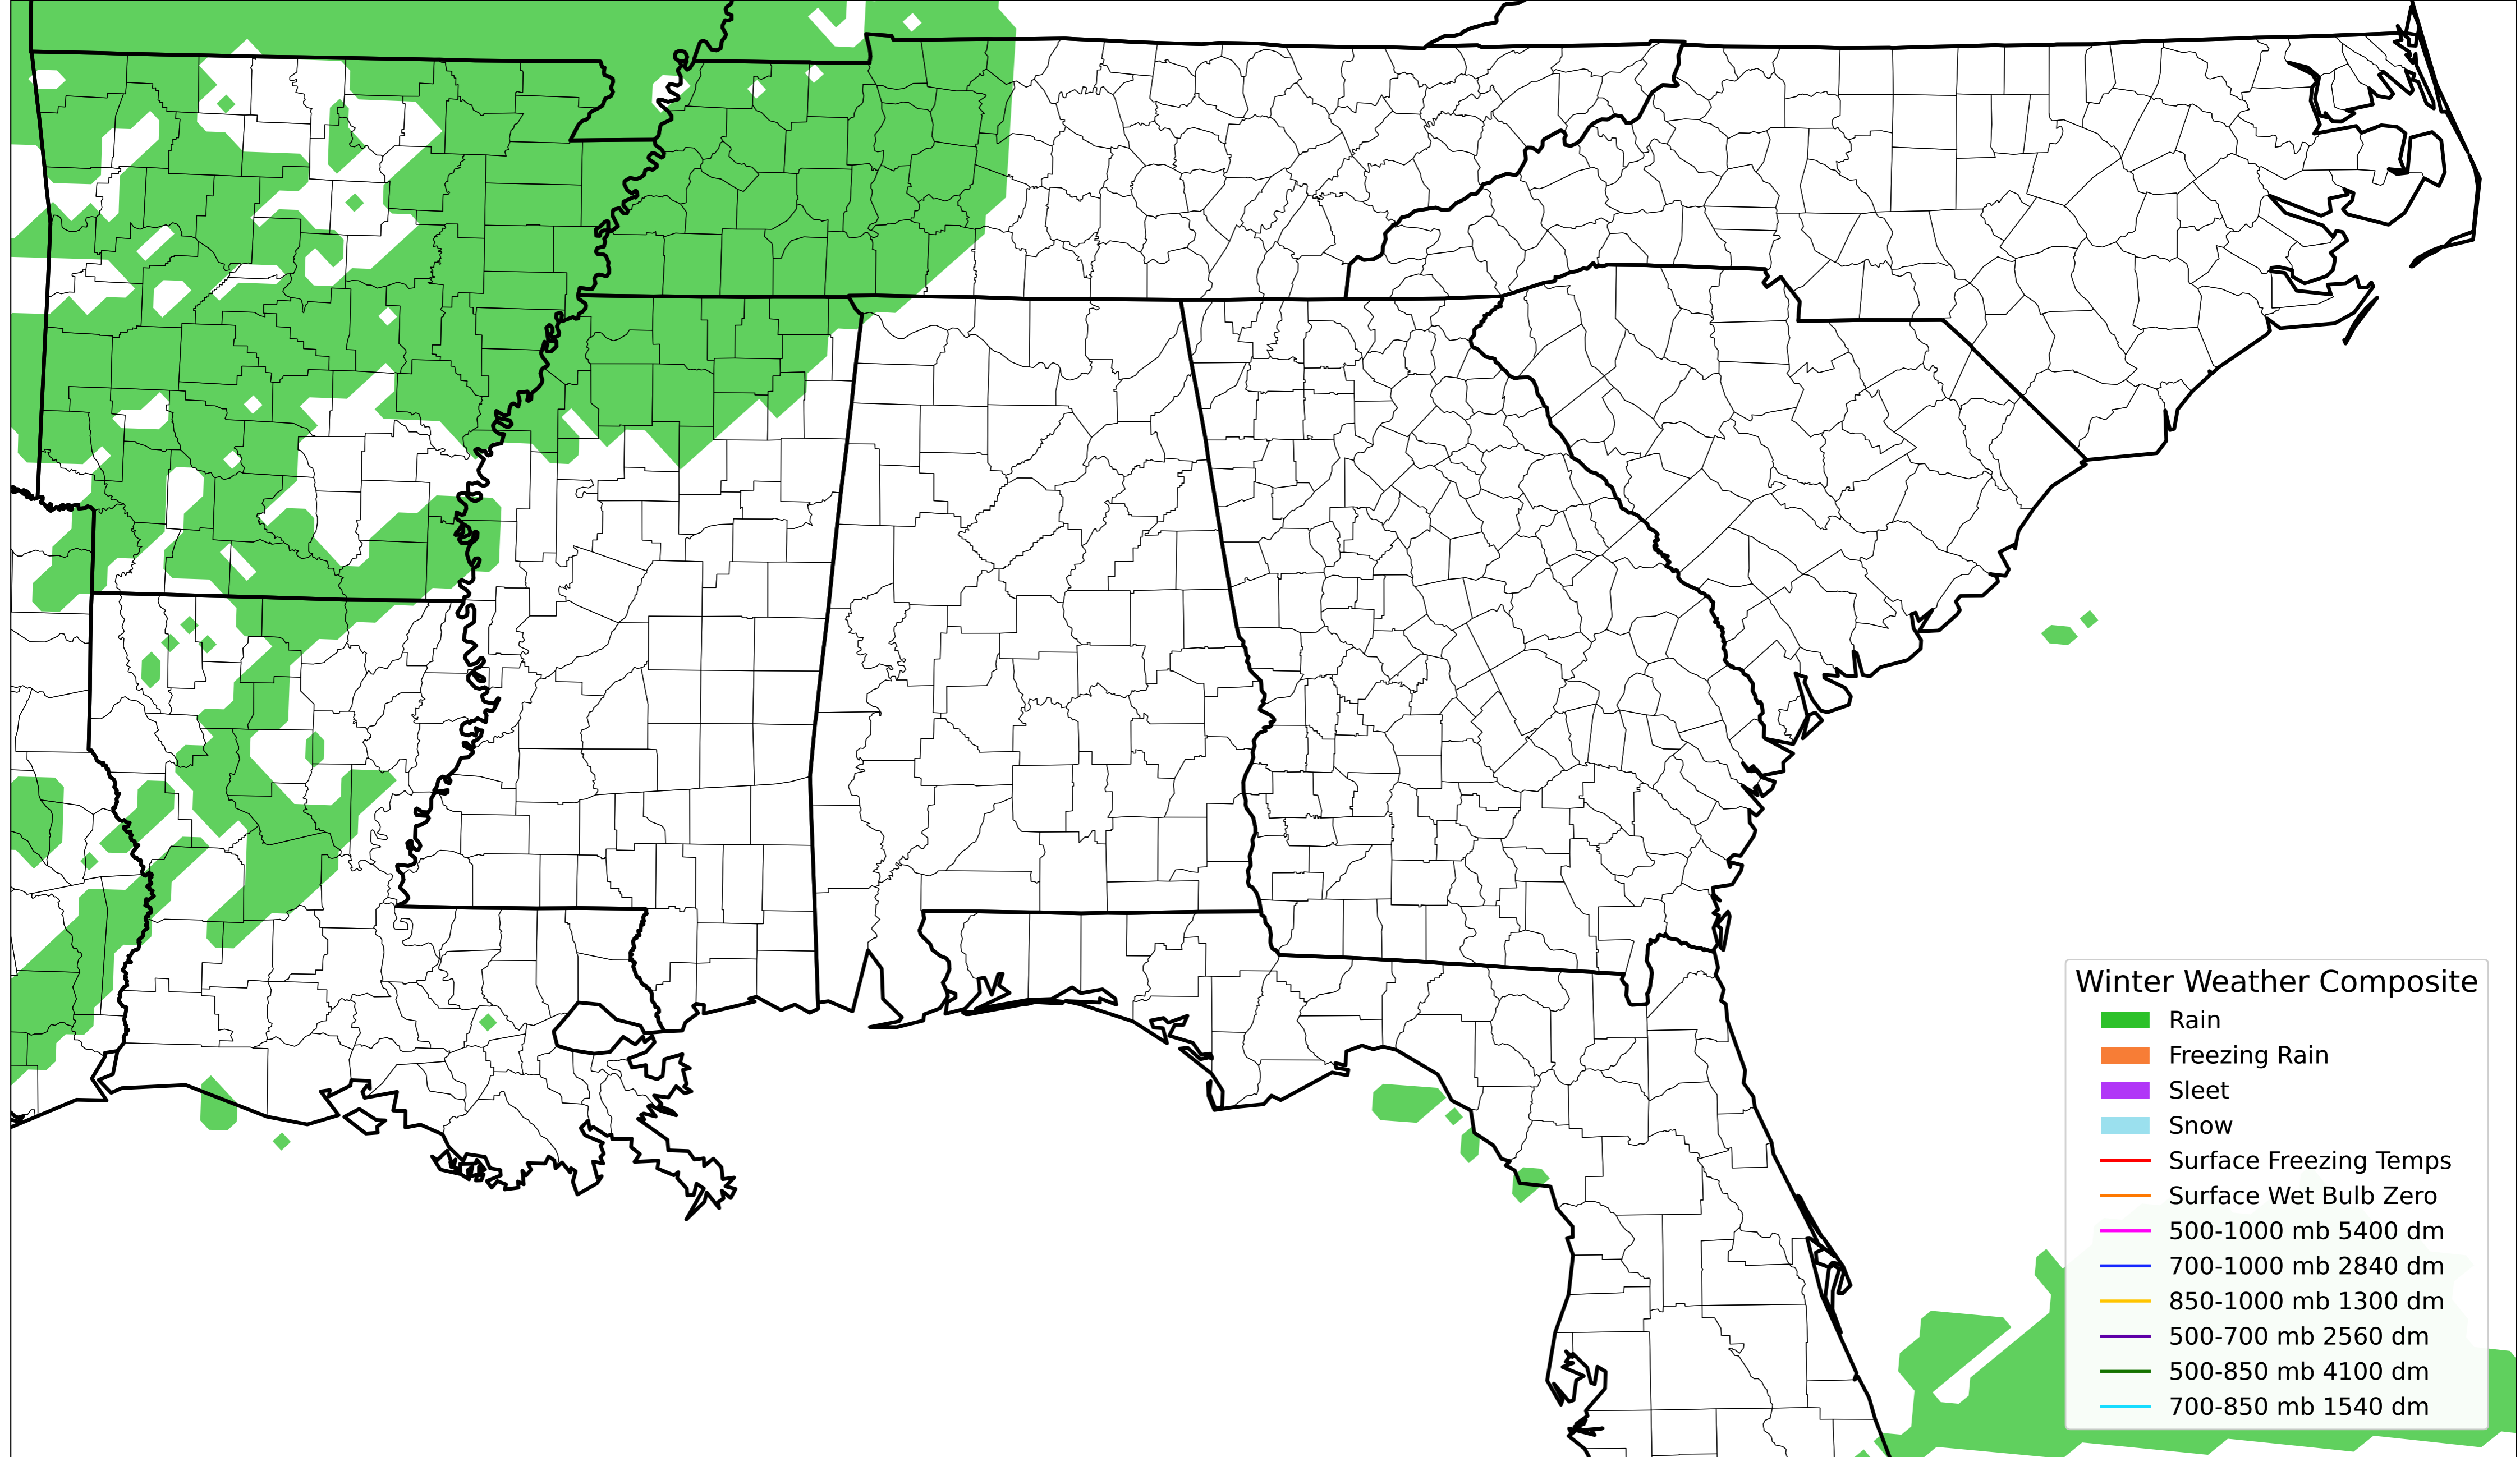 Winter Weather Composite
Rain
Freezing Rain
Sleet
Snow
Surface Freezing Temps
Surface Wet Bulb Zero
500-1000 mb 5400 dm
700-1000 mb 2840 dm
850-1000 mb 1300 dm
500-700 mb 2560 dm
500-850 mb 4100 dm
700-850 mb 1540 dm